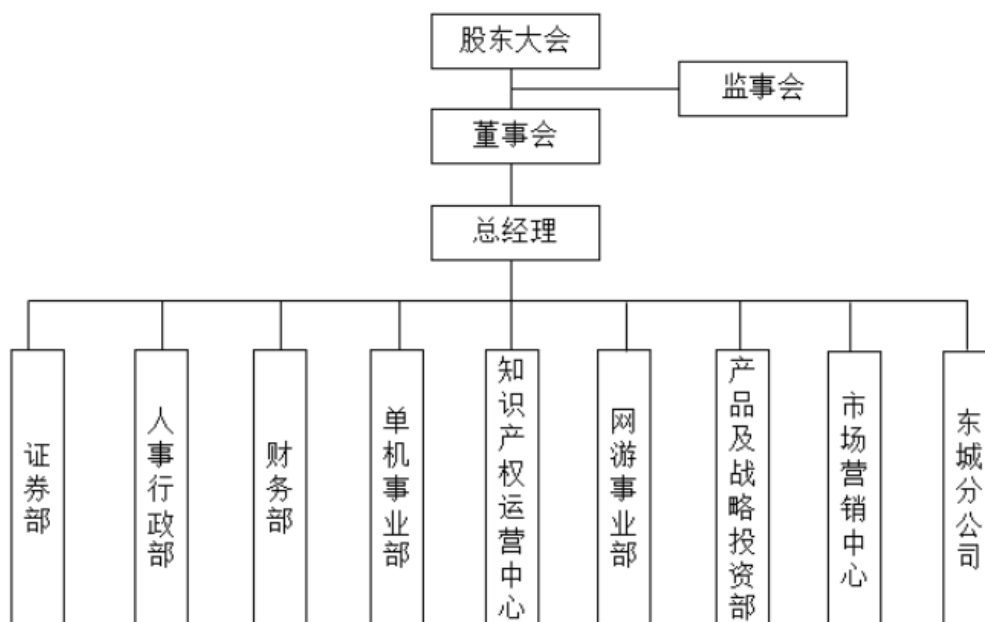 股东大会
监事会
董事会
总经理
证券部
人事行政部
财务部
单机事业部
知识产权运营中心
网游事业部
产品及战略投资部
市场营销中心
东城分公司